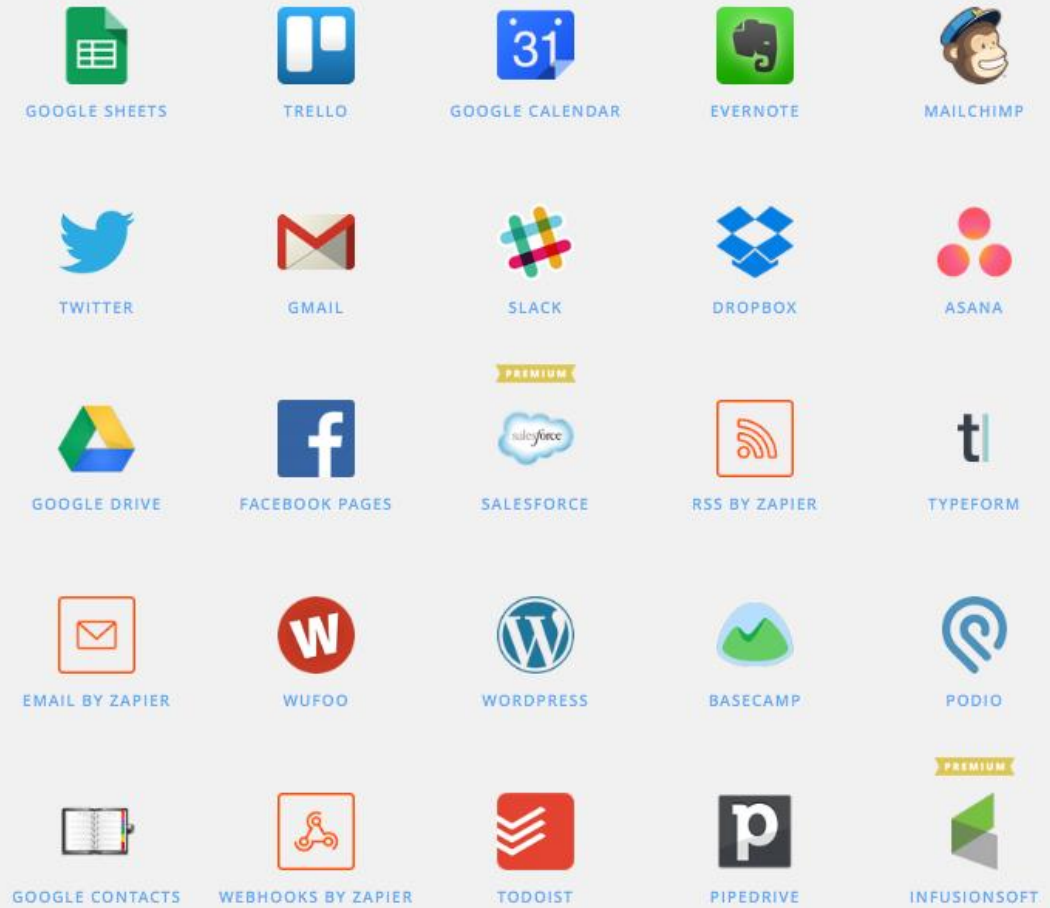 31
GOOGLE SHEETS
TRELLO
GOOGLE CALENDAR
EVERNOTE
MAILCHIMP
TWITTER
GMAIL
SLACK
DROPBOX
ASANA
PREMIUM
salesforce
f
t
GOOGLE DRIVE
FACEBOOK PAGES
SALESFORCE
RSS BY ZAPIER
TYPEFORM
W
W
EMAIL BY ZAPIER
WUFOO
WORDPRESS
BASECAMP
PODIO
PREMIUM
p
GOOGLE CONTACTS
WEBHOOKS BY ZAPIER
TODOIST
PIPEDRIVE
INFUSIONSOFT